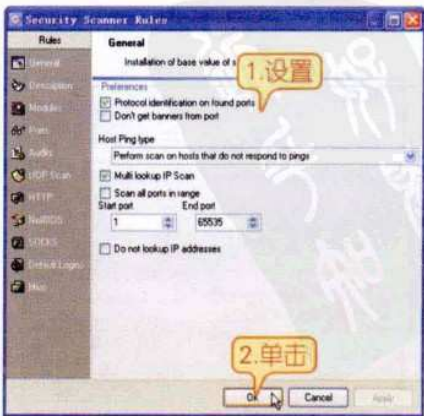 Security Scanner Rules
Rules
General
Description
Modules
Ports
Audits
UDP Scan
HTTP
NetBIOS
SOCKS
Default Logins
Misc
General
Installation of base value of s
1.设置
Preferences
Protocol identification on found ports
Don't get banners from port
Host Ping type
Perform scan on hosts that do not respond to pings
Multi lookup IP Scan
Scan all ports in range
Start port End port
1 65535
Do not lookup IP addresses
2.单击
OK Cancel Apply